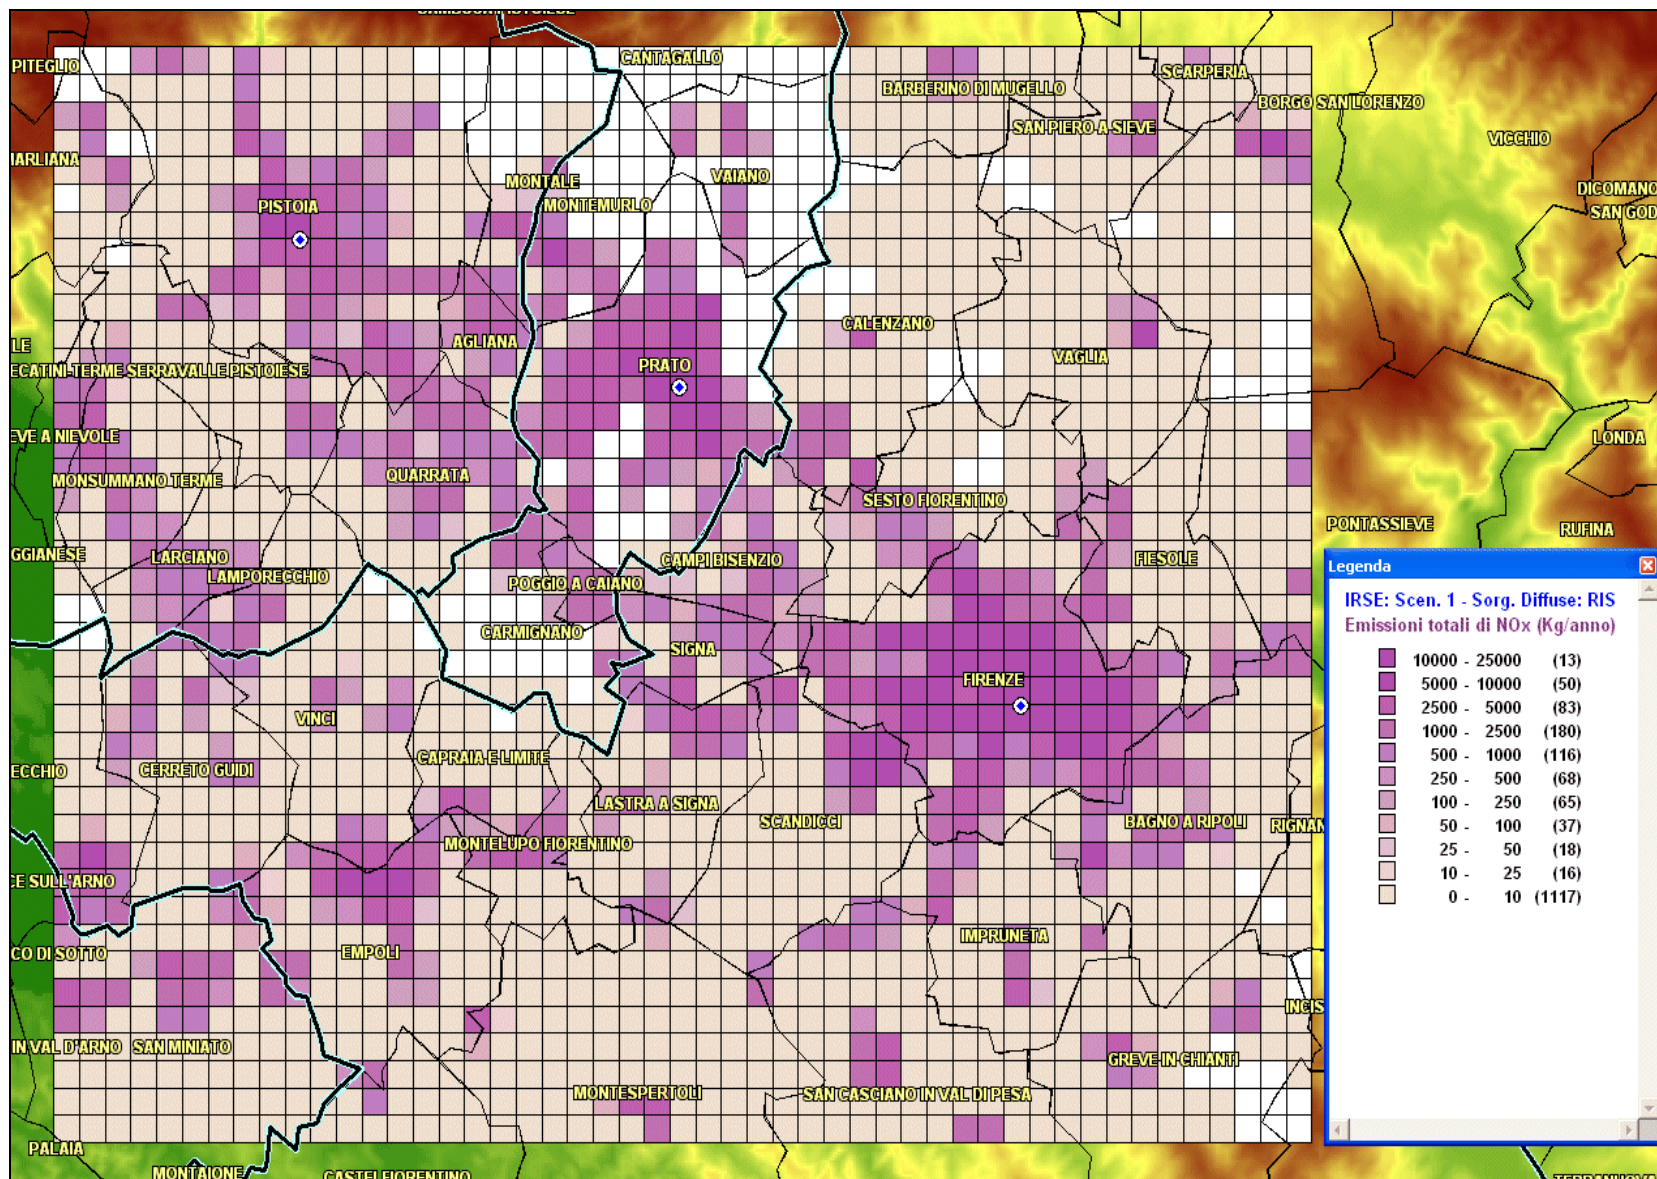 CANTAGALLO
PITEGLIO
SCARPERIA
BARBERINO DI MUGELLO
BORGO SAN LORENZO
SAN PIERO A SIEVE
VICCHIO
MONTALE
VAIANO
DICOMANO
PISTOIA
MONTEMURLO
SAN GOD
CALENZANO
AGLIANA
LE
VAGLIA
PRATO
ECATINI-TERME SERRAVALLE PISTOIESE
EVE A NIEVOLE
LONDA
MONSUMMANO TERME
QUARRATA
SESTO FIORENTINO
PONTASSIEVE
RUFINA
GGIANESE
LARCIANO
CAMPI BISENZIO
FIESOLE
LAMPORECCHIO
POGGIO A CAIANO
CARMIGNANO
SIGNA
FIRENZE
VINCI
CAPRAIA E LIMITE
ECCHIO
CERRETO GUIDI
LASTRA A SIGNA
SCANDICCI
BAGNO A RIPOLI
RIGNAN
MONTELUPO FIORENTINO
CE SULL'ARNO
IMPRUNETA
CO DI SOTTO
EMPOLI
INCIS
IN VAL D'ARNO
SAN MINIATO
GREVE IN CHIANTI
MONTESPERTOLI
SAN CASCIANO IN VAL DI PESA
PALAIA
MONTAIONE
CASTELFIORENTINO
Legenda
IRSE: Scen. 1 - Sorg. Diffuse: RIS
Emissioni totali di NOx (Kg/anno)
10000 - 25000 (13)
5000 - 10000 (50)
2500 - 5000 (83)
1000 - 2500 (180)
500 - 1000 (116)
250 - 500 (68)
100 - 250 (65)
50 - 100 (37)
25 - 50 (18)
10 - 25 (16)
0 - 10 (1117)